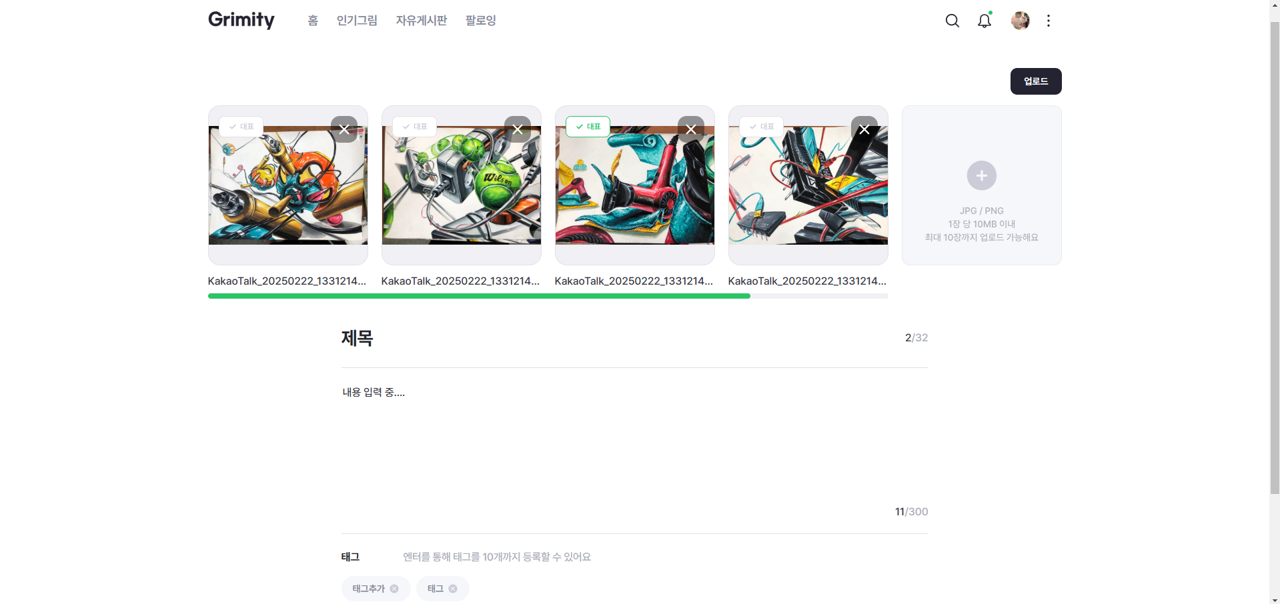 Grimity 홈 인기그림 자유게시판 팔로잉
업로드
대표 대표 대표 대표
Wilson
JPG / PNG
1장 당 10MB 이내
최대 10장까지 업로드 가능해요
KakaoTalk_20250222_1331214... KakaoTalk_20250222_1331214... KakaoTalk_20250222_1331214... KakaoTalk_20250222_1331214...
제목 2/32
내용 입력 중....
11/300
태그 엔터를 통해 태그를 10개까지 등록할 수 있어요
태그추가 태그